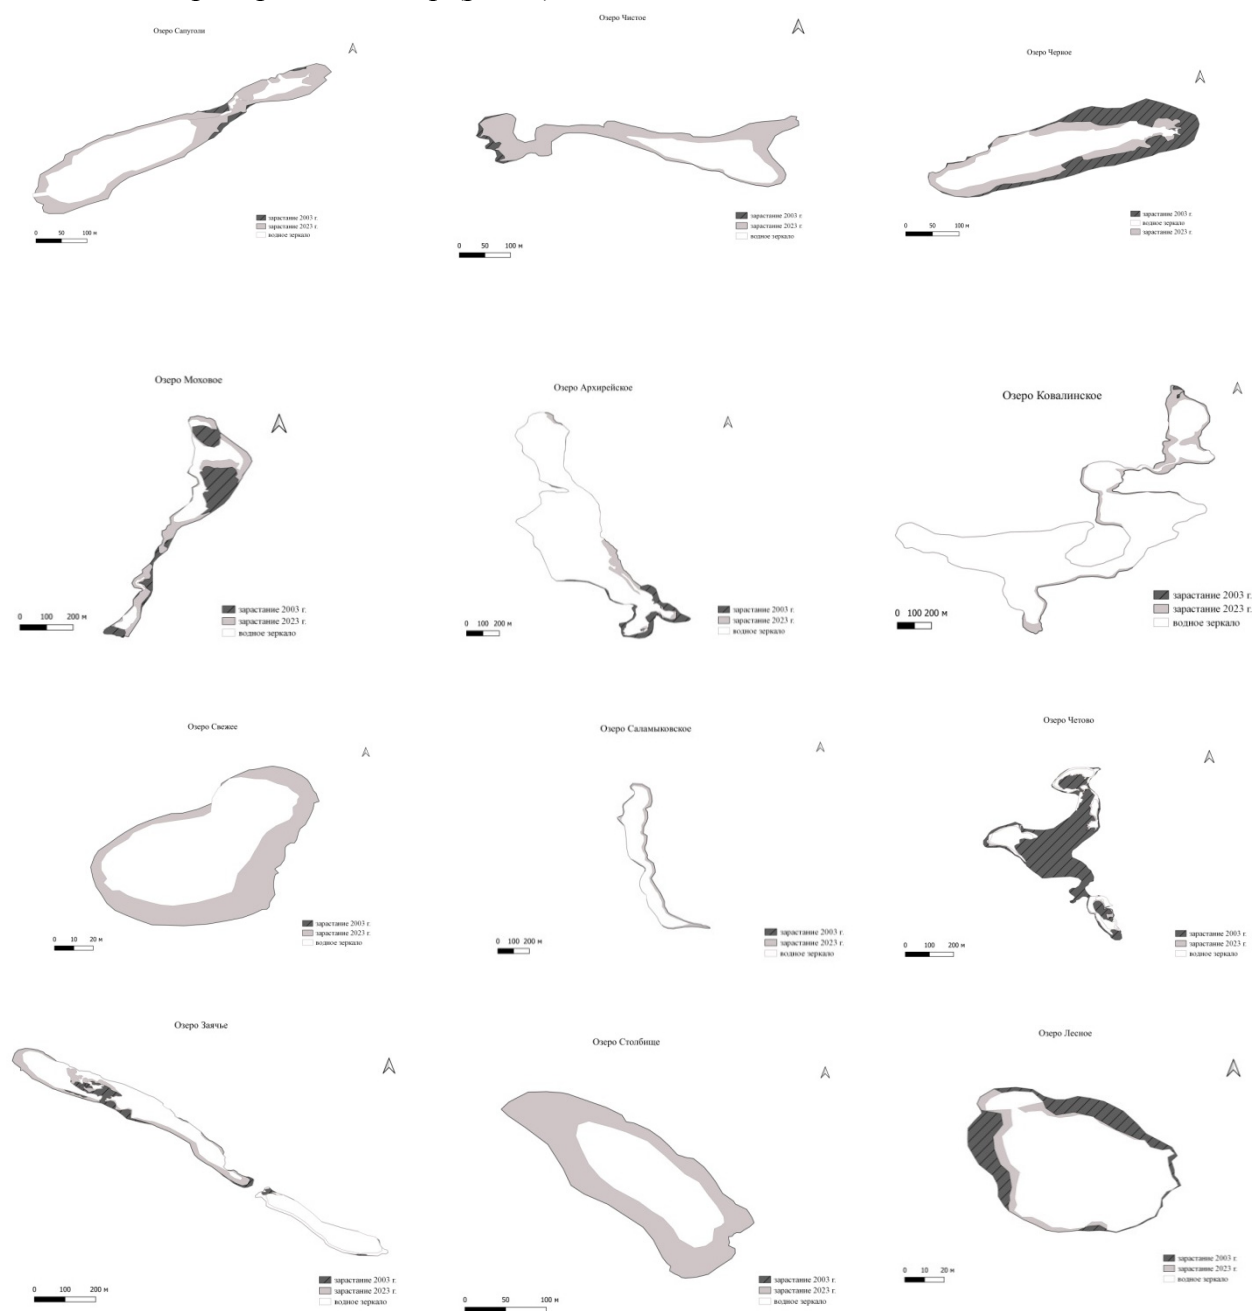 Озеро Сапуголи
зарастание 2003 г.
зарастание 2023 г.
водное зеркало
0 50 100 м
Озеро Чистое
зарастание 2003 г.
зарастание 2023 г.
водное зеркало
0 50 100 м
Озеро Черное
зарастание 2003 г.
водное зеркало
зарастание 2023 г.
0 50 100 м
Озеро Моховое
зарастание 2003 г.
зарастание 2023 г.
водное зеркало
0 100 200 м
Озеро Архирейское
зарастание 2003 г.
зарастание 2023 г.
водное зеркало
0 100 200 м
Озеро Ковалинское
зарастание 2003 г.
зарастание 2023 г.
водное зеркало
0 100 200 м
Озеро Свежее
зарастание 2003 г.
зарастание 2023 г.
водное зеркало
0 10 20 м
Озеро Саламыковское
зарастание 2003 г.
зарастание 2023 г.
водное зеркало
0 100 200 м
Озеро Четово
зарастание 2003 г.
зарастание 2023 г.
водное зеркало
0 100 200 м
Озеро Заячье
зарастание 2003 г.
зарастание 2023 г.
водное зеркало
0 100 200 м
Озеро Столбище
зарастание 2003 г.
зарастание 2023 г.
водное зеркало
0 50 100 м
Озеро Лесное
зарастание 2003 г.
зарастание 2023 г.
водное зеркало
0 10 20 м